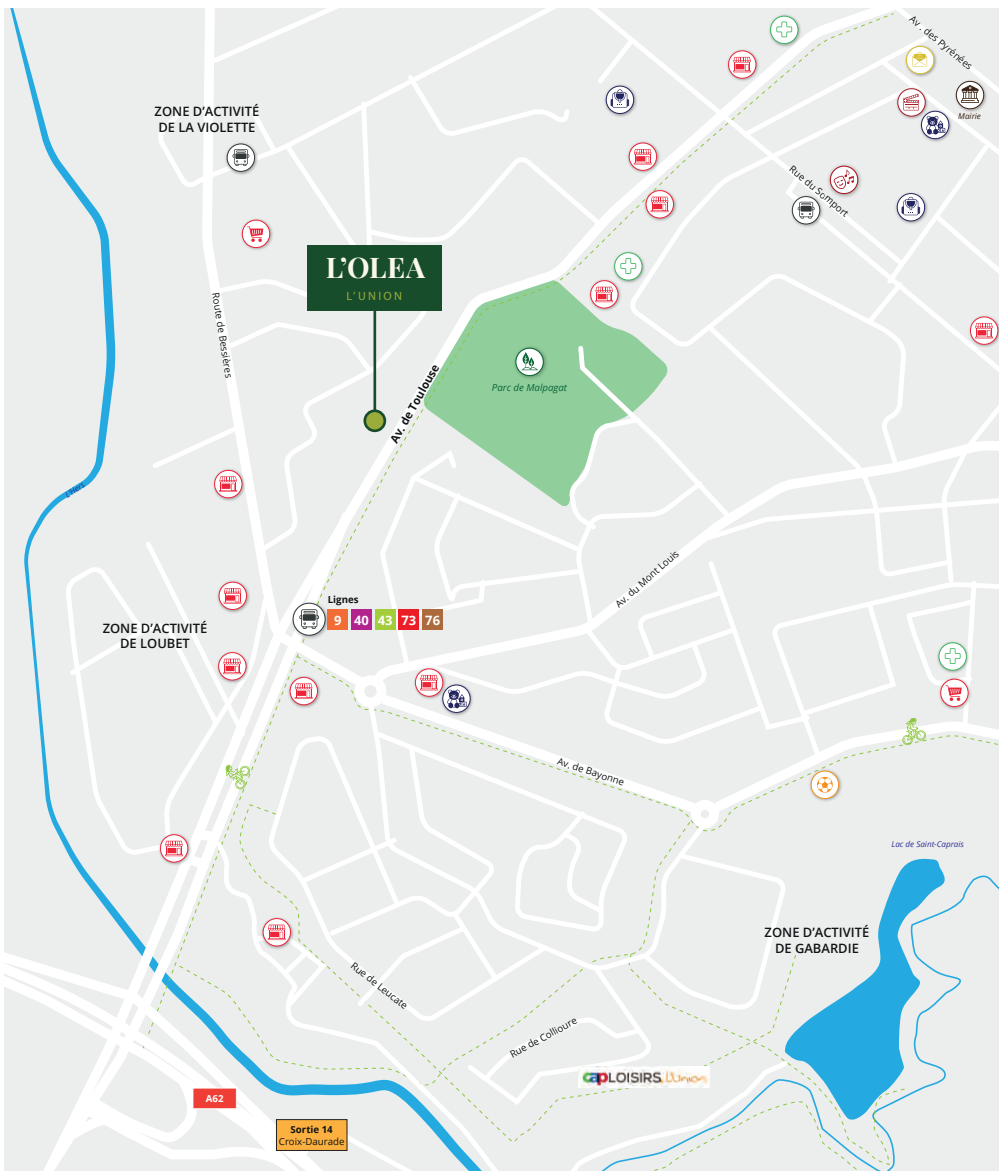 Av. des Pyrénées
Mairie
ZONE D'ACTIVITÉ
DE LA VIOLETTE
Rue du Somport
L'OLEA
L'UNION
Route de Bessières
Parc de Malpagat
Av. de Toulouse
L'Hers
Av. du Mont Louis
Lignes
9 40 43 73 76
ZONE D'ACTIVITÉ
DE LOUBET
Av. de Bayonne
Lac de Saint-Caprais
ZONE D'ACTIVITÉ
DE GABARDIE
Rue de Leucate
Rue de Collioure
capLOISIRS L'Union
A62
Sortie 14
Croix-Daurade